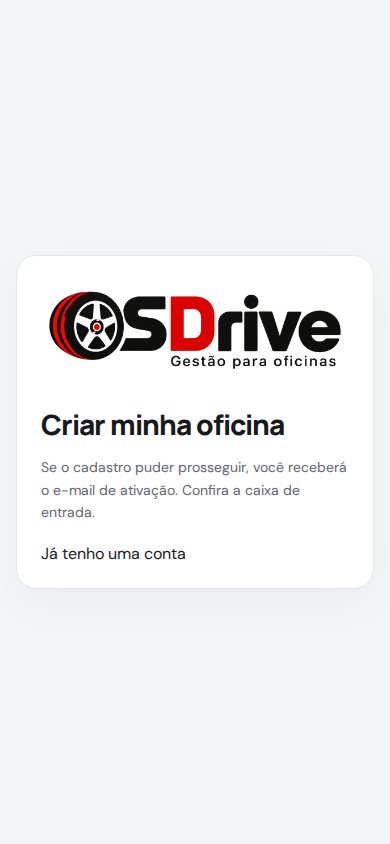 OSDrive
Gestão para oficinas
Criar minha oficina
Se o cadastro puder prosseguir, você receberá
o e-mail de ativação. Confira a caixa de
entrada.
Já tenho uma conta